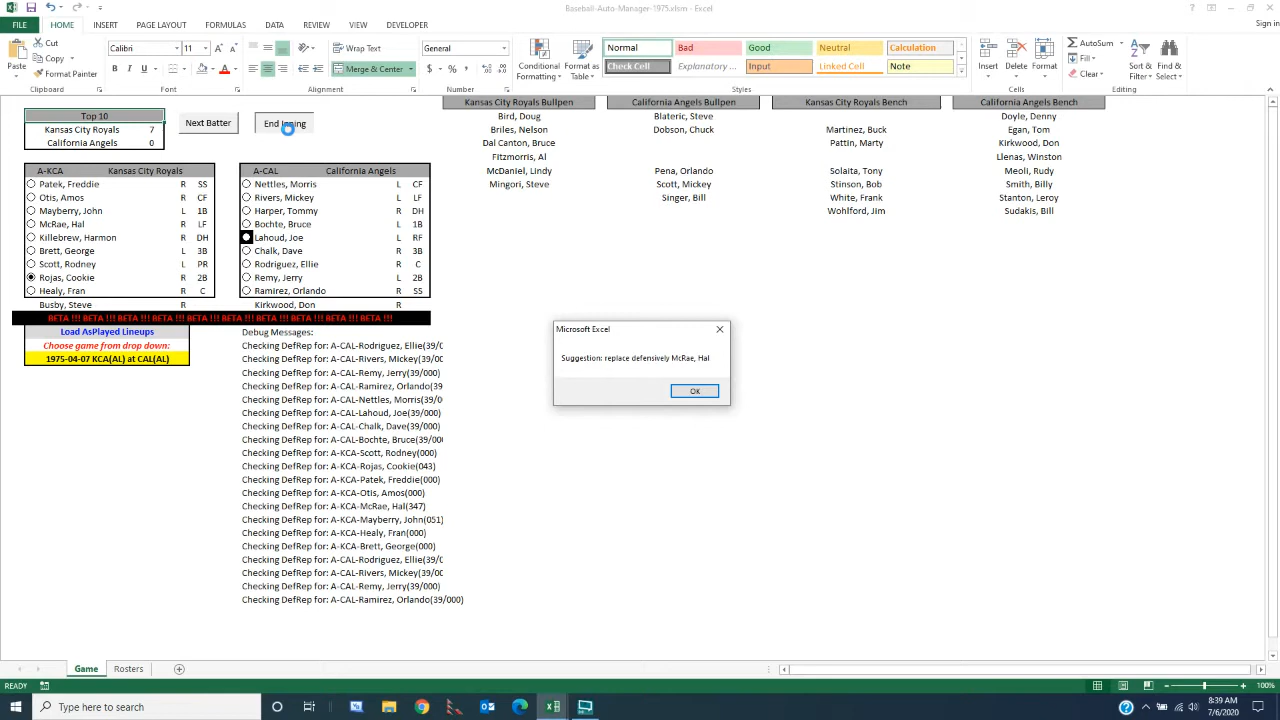 Baseball-Auto-Manager-1975.xlsm - Excel
FILE HOME INSERT PAGE LAYOUT FORMULAS DATA REVIEW VIEW DEVELOPER Sign in
Paste Cut Copy Format Painter
Calibri 11 B I U
Wrap Text Merge & Center
General $ % ,
Conditional Formatting Format as Table
Normal Bad Good Neutral Calculation
Check Cell Explanatory ... Input Linked Cell Note
Insert Delete Format
AutoSum Fill Clear Sort & Filter Find & Select
Clipboard Font Alignment Number Styles Cells Editing
Top 10
Kansas City Royals 7
California Angels 0
Next Batter
End Inning
Kansas City Royals Bullpen
Bird, Doug
Briles, Nelson
Dal Canton, Bruce
Fitzmorris, Al
McDaniel, Lindy
Mingori, Steve
California Angels Bullpen
Blateric, Steve
Dobson, Chuck
Pena, Orlando
Scott, Mickey
Singer, Bill
Kansas City Royals Bench
Martinez, Buck
Pattin, Marty
Solaita, Tony
Stinson, Bob
White, Frank
Wohlford, Jim
California Angels Bench
Doyle, Denny
Egan, Tom
Kirkwood, Don
Llenas, Winston
Meoli, Rudy
Smith, Billy
Stanton, Leroy
Sudakis, Bill
A-KCA Kansas City Royals
Patek, Freddie R SS
Otis, Amos R CF
Mayberry, John L 1B
McRae, Hal R LF
Killebrew, Harmon R DH
Brett, George L 3B
Scott, Rodney L PR
Rojas, Cookie R 2B
Healy, Fran R C
Busby, Steve R
A-CAL California Angels
Nettles, Morris L CF
Rivers, Mickey L LF
Harper, Tommy R DH
Bochte, Bruce L 1B
Lahoud, Joe L RF
Chalk, Dave R 3B
Rodriguez, Ellie R C
Remy, Jerry L 2B
Ramirez, Orlando R SS
Kirkwood, Don R
BETA !!! BETA !!! BETA !!! BETA !!! BETA !!! BETA !!! BETA !!! BETA !!!
Load AsPlayed Lineups
Choose game from drop down:
1975-04-07 KCA(AL) at CAL(AL)
Debug Messages:
Checking DefRep for: A-CAL-Rodriguez, Ellie(39/0
Checking DefRep for: A-CAL-Rivers, Mickey(39/00
Checking DefRep for: A-CAL-Remy, Jerry(39/000)
Checking DefRep for: A-CAL-Ramirez, Orlando(39
Checking DefRep for: A-CAL-Nettles, Morris(39/0
Checking DefRep for: A-CAL-Lahoud, Joe(39/000)
Checking DefRep for: A-CAL-Chalk, Dave(39/000)
Checking DefRep for: A-CAL-Bochte, Bruce(39/000
Checking DefRep for: A-KCA-Scott, Rodney(000)
Checking DefRep for: A-KCA-Rojas, Cookie(043)
Checking DefRep for: A-KCA-Patek, Freddie(000)
Checking DefRep for: A-KCA-Otis, Amos(000)
Checking DefRep for: A-KCA-McRae, Hal(347)
Checking DefRep for: A-KCA-Mayberry, John(051)
Checking DefRep for: A-KCA-Healy, Fran(000)
Checking DefRep for: A-KCA-Brett, George(000)
Checking DefRep for: A-CAL-Rodriguez, Ellie(39/0
Checking DefRep for: A-CAL-Rivers, Mickey(39/00
Checking DefRep for: A-CAL-Remy, Jerry(39/000)
Checking DefRep for: A-CAL-Ramirez, Orlando(39/000)
Microsoft Excel
Suggestion: replace defensively McRae, Hal
OK
Game Rosters
READY 100%
Type here to search
8:39 AM
7/6/2020